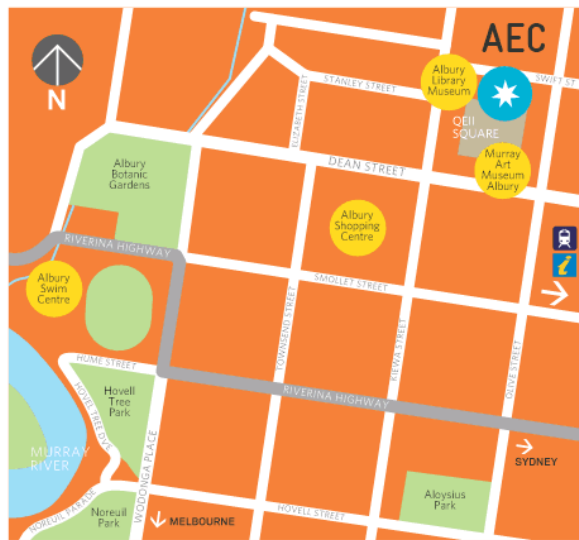 AEC
N
Albury
Library
Museum
STANLEY STREET
SWIFT ST
ELIZABETH STREET
QEII
SQUARE
DEAN STREET
Murray
Art
Museum
Albury
Albury
Botanic
Gardens
Albury
Shopping
Centre
RIVERINA HIGHWAY
i
Albury
Swim
Centre
SMOLLET STREET
TOWNSEND STREET
KIEWA STREET
OLIVE STREET
HUME STREET
RIVERINA HIGHWAY
Hovell
Tree
Park
HOVEL TREE DVE
MURRAY
RIVER
WODONGA PLACE
SYDNEY
Aloysius
Park
NOREUIL PARADE
Noreuil
Park
MELBOURNE
HOVELL STREET